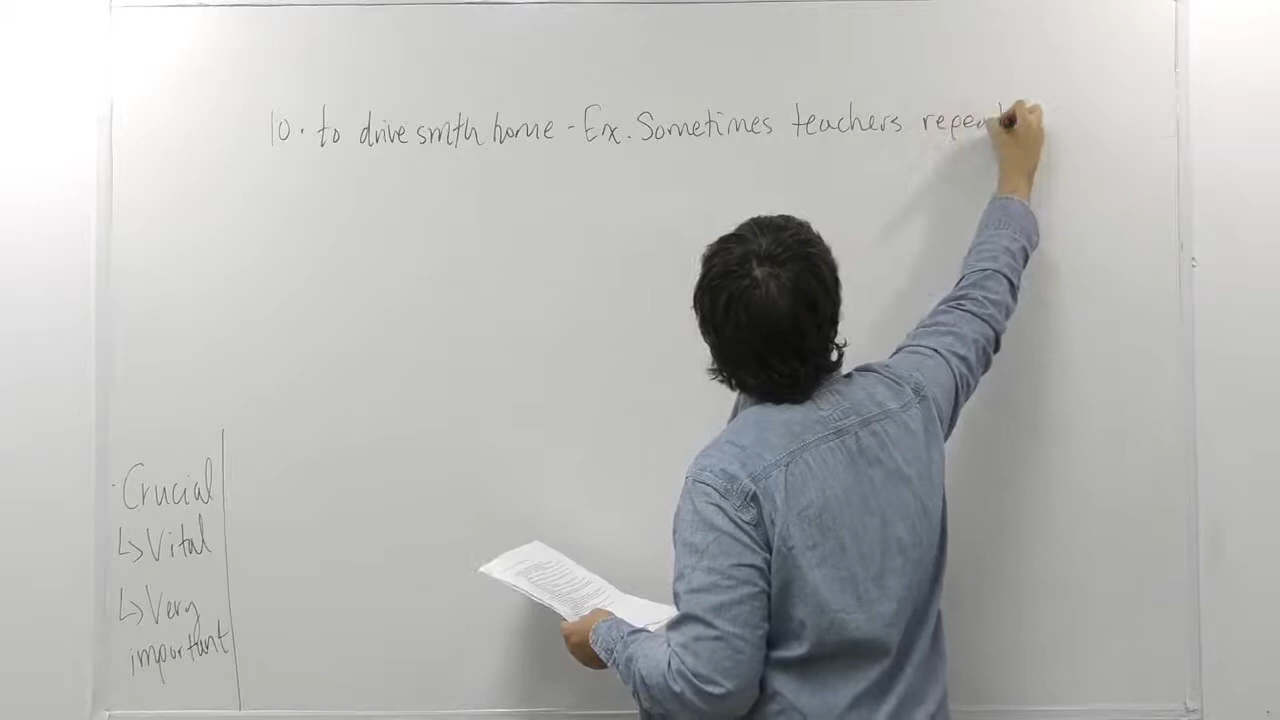 10. to drive smth home - Ex. Sometimes teachers repea
· Crucial
↳ Vital
↳ Very
important